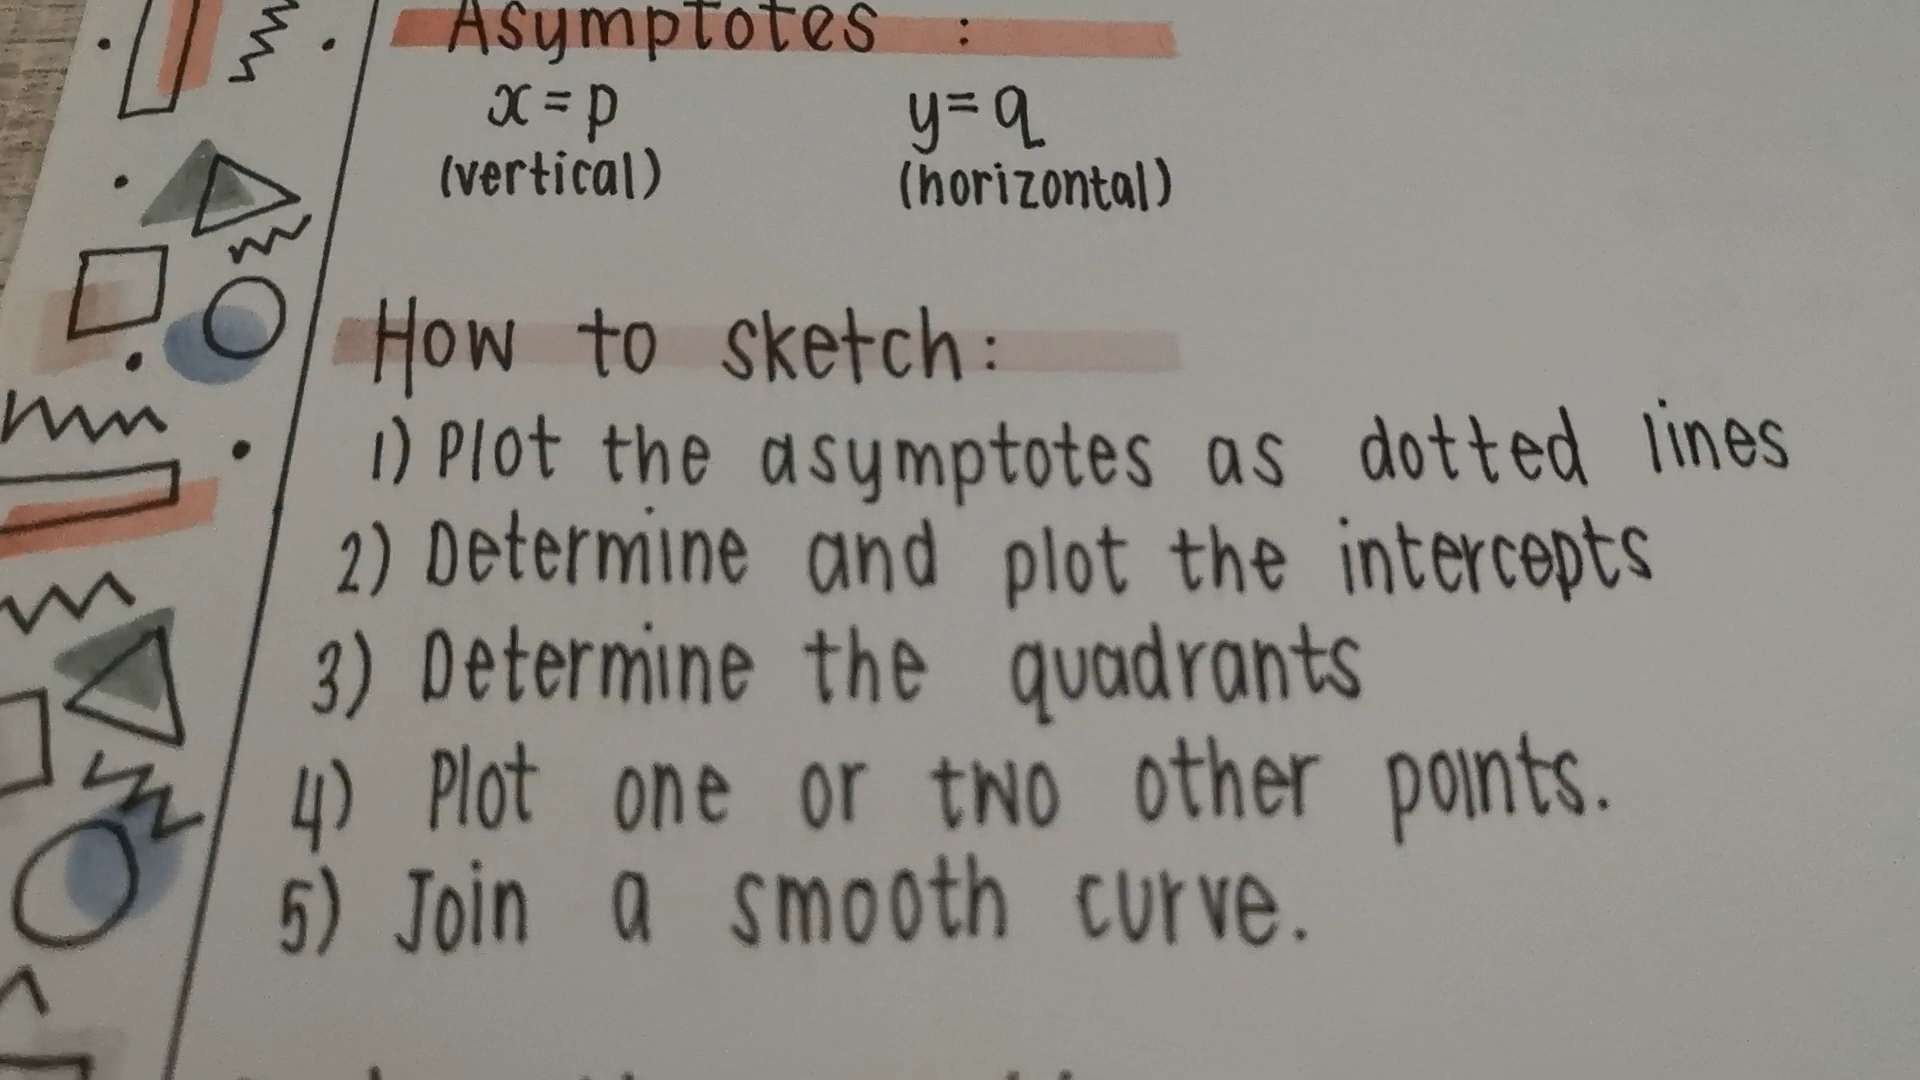 Asymptotes :
x = p y = q
(vertical) (horizontal)
How to sketch :
1) Plot the asymptotes as dotted lines
2) Determine and plot the intercepts
3) Determine the quadrants
4) Plot one or two other points.
5) Join a smooth curve.